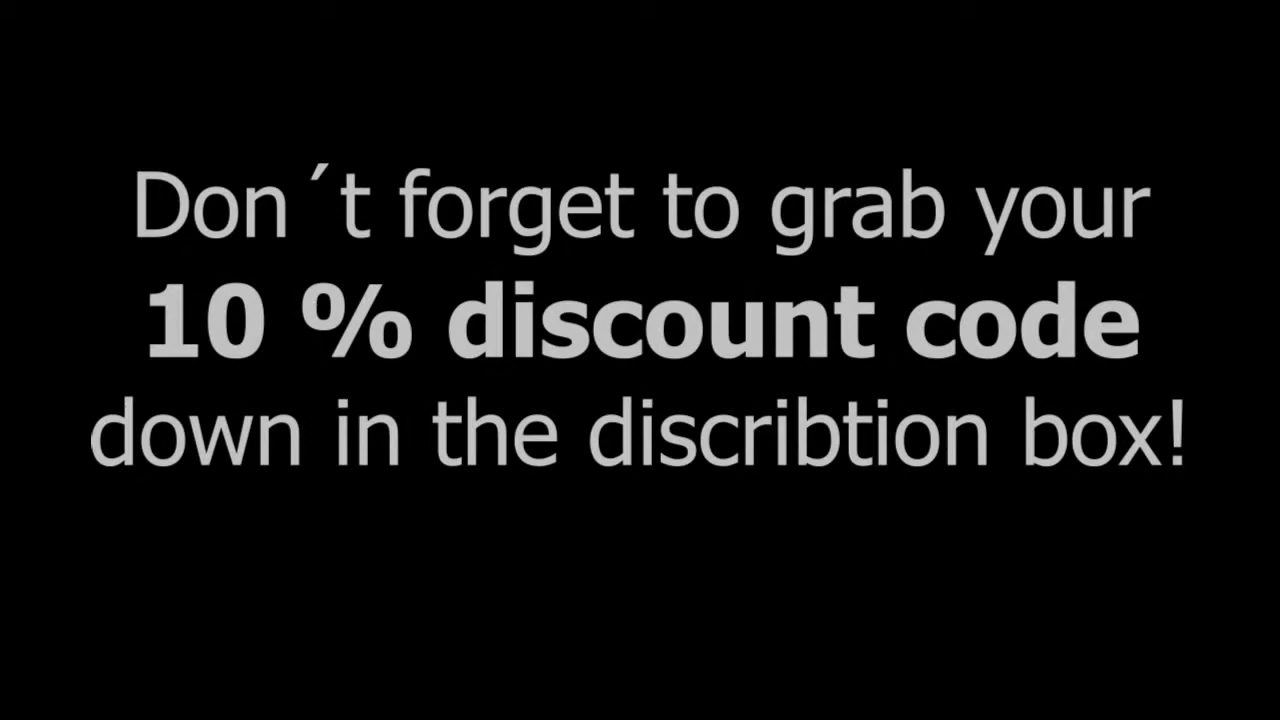 Don´t forget to grab your
10 % discount code
down in the discribtion box!